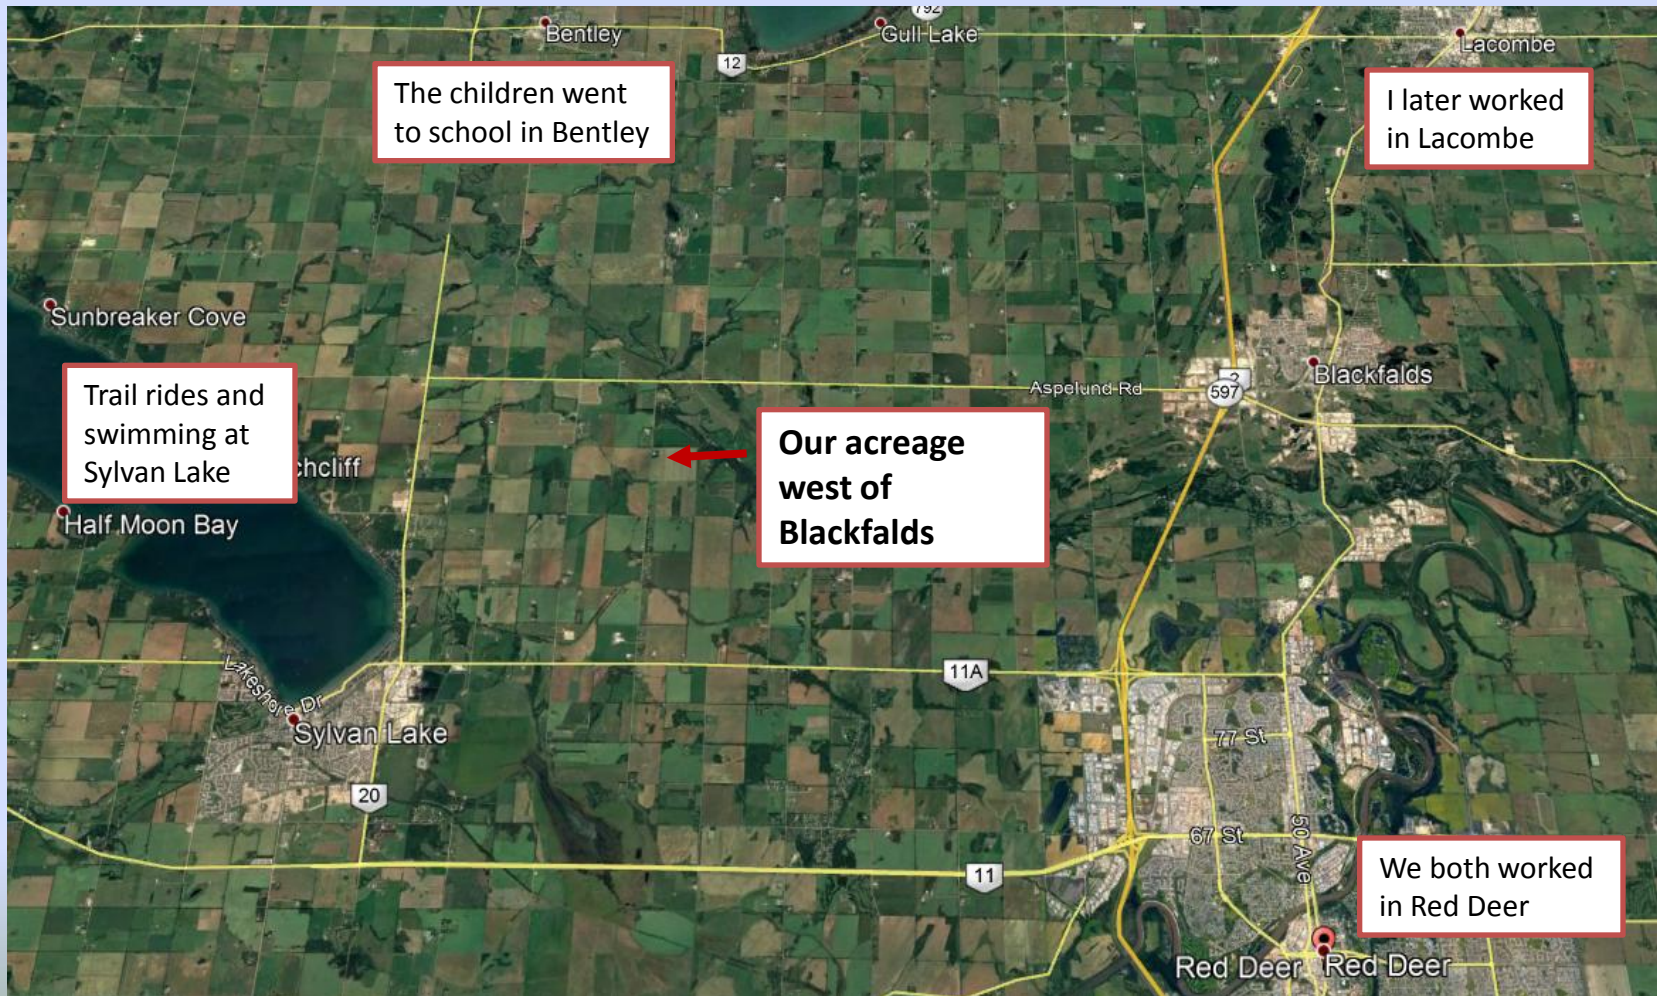 792
Bentley
Gull Lake
Lacombe
12
The children went
to school in Bentley
I later worked
in Lacombe
Sunbreaker Cove
Trail rides and
swimming at
Sylvan Lake
chcliff
Half Moon Bay
Aspelund Rd
2
597
Blackfalds
Our acreage
west of
Blackfalds
11A
Lakeshore Dr
Sylvan Lake
77 St
20
67 St
50 Ave
11
We both worked
in Red Deer
Red Deer
Red Deer